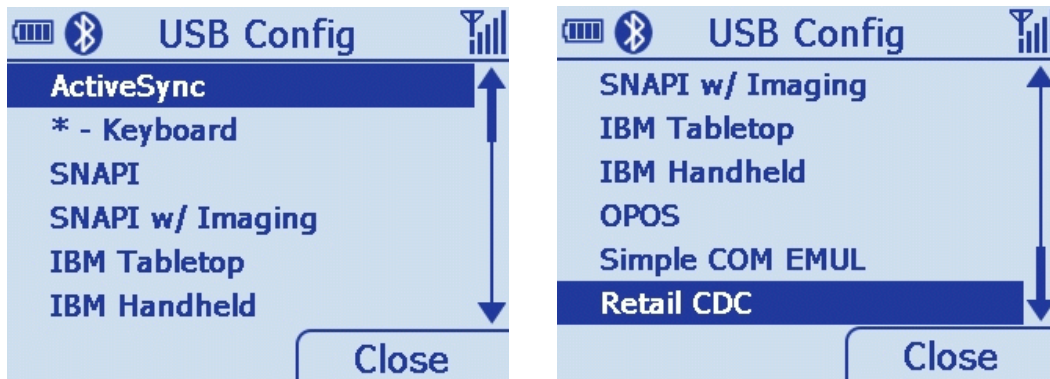 USB Config
ActiveSync
* - Keyboard
SNAPI
SNAPI w/ Imaging
IBM Tabletop
IBM Handheld
Close
USB Config
SNAPI w/ Imaging
IBM Tabletop
IBM Handheld
OPOS
Simple COM EMUL
Retail CDC
Close